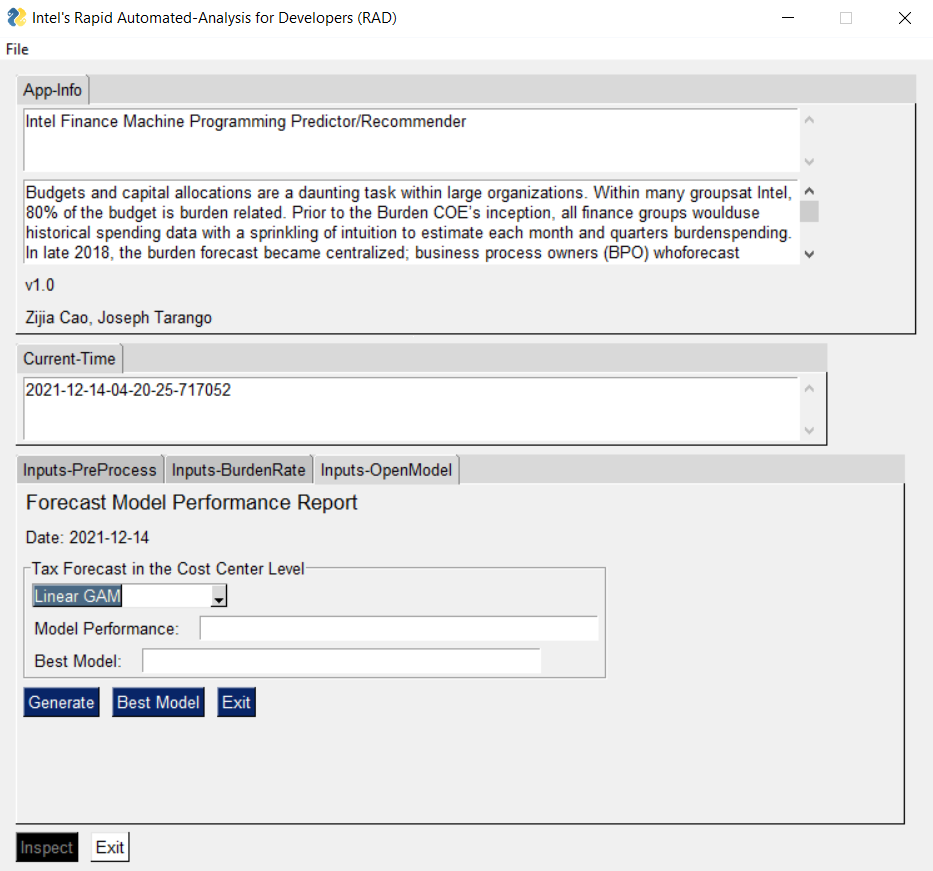 Intel's Rapid Automated-Analysis for Developers (RAD)
File
App-Info
Intel Finance Machine Programming Predictor/Recommender
Budgets and capital allocations are a daunting task within large organizations. Within many groupsat Intel,
80% of the budget is burden related. Prior to the Burden COE's inception, all finance groups woulduse
historical spending data with a sprinkling of intuition to estimate each month and quarters burdenspending.
In late 2018, the burden forecast became centralized; business process owners (BPO) whoforecast
v1.0
Zijia Cao, Joseph Tarango
Current-Time
2021-12-14-04-20-25-717052
Inputs-PreProcess Inputs-BurdenRate Inputs-OpenModel
Forecast Model Performance Report
Date: 2021-12-14
Tax Forecast in the Cost Center Level
Linear GAM
Model Performance:
Best Model:
Generate Best Model Exit
Inspect Exit